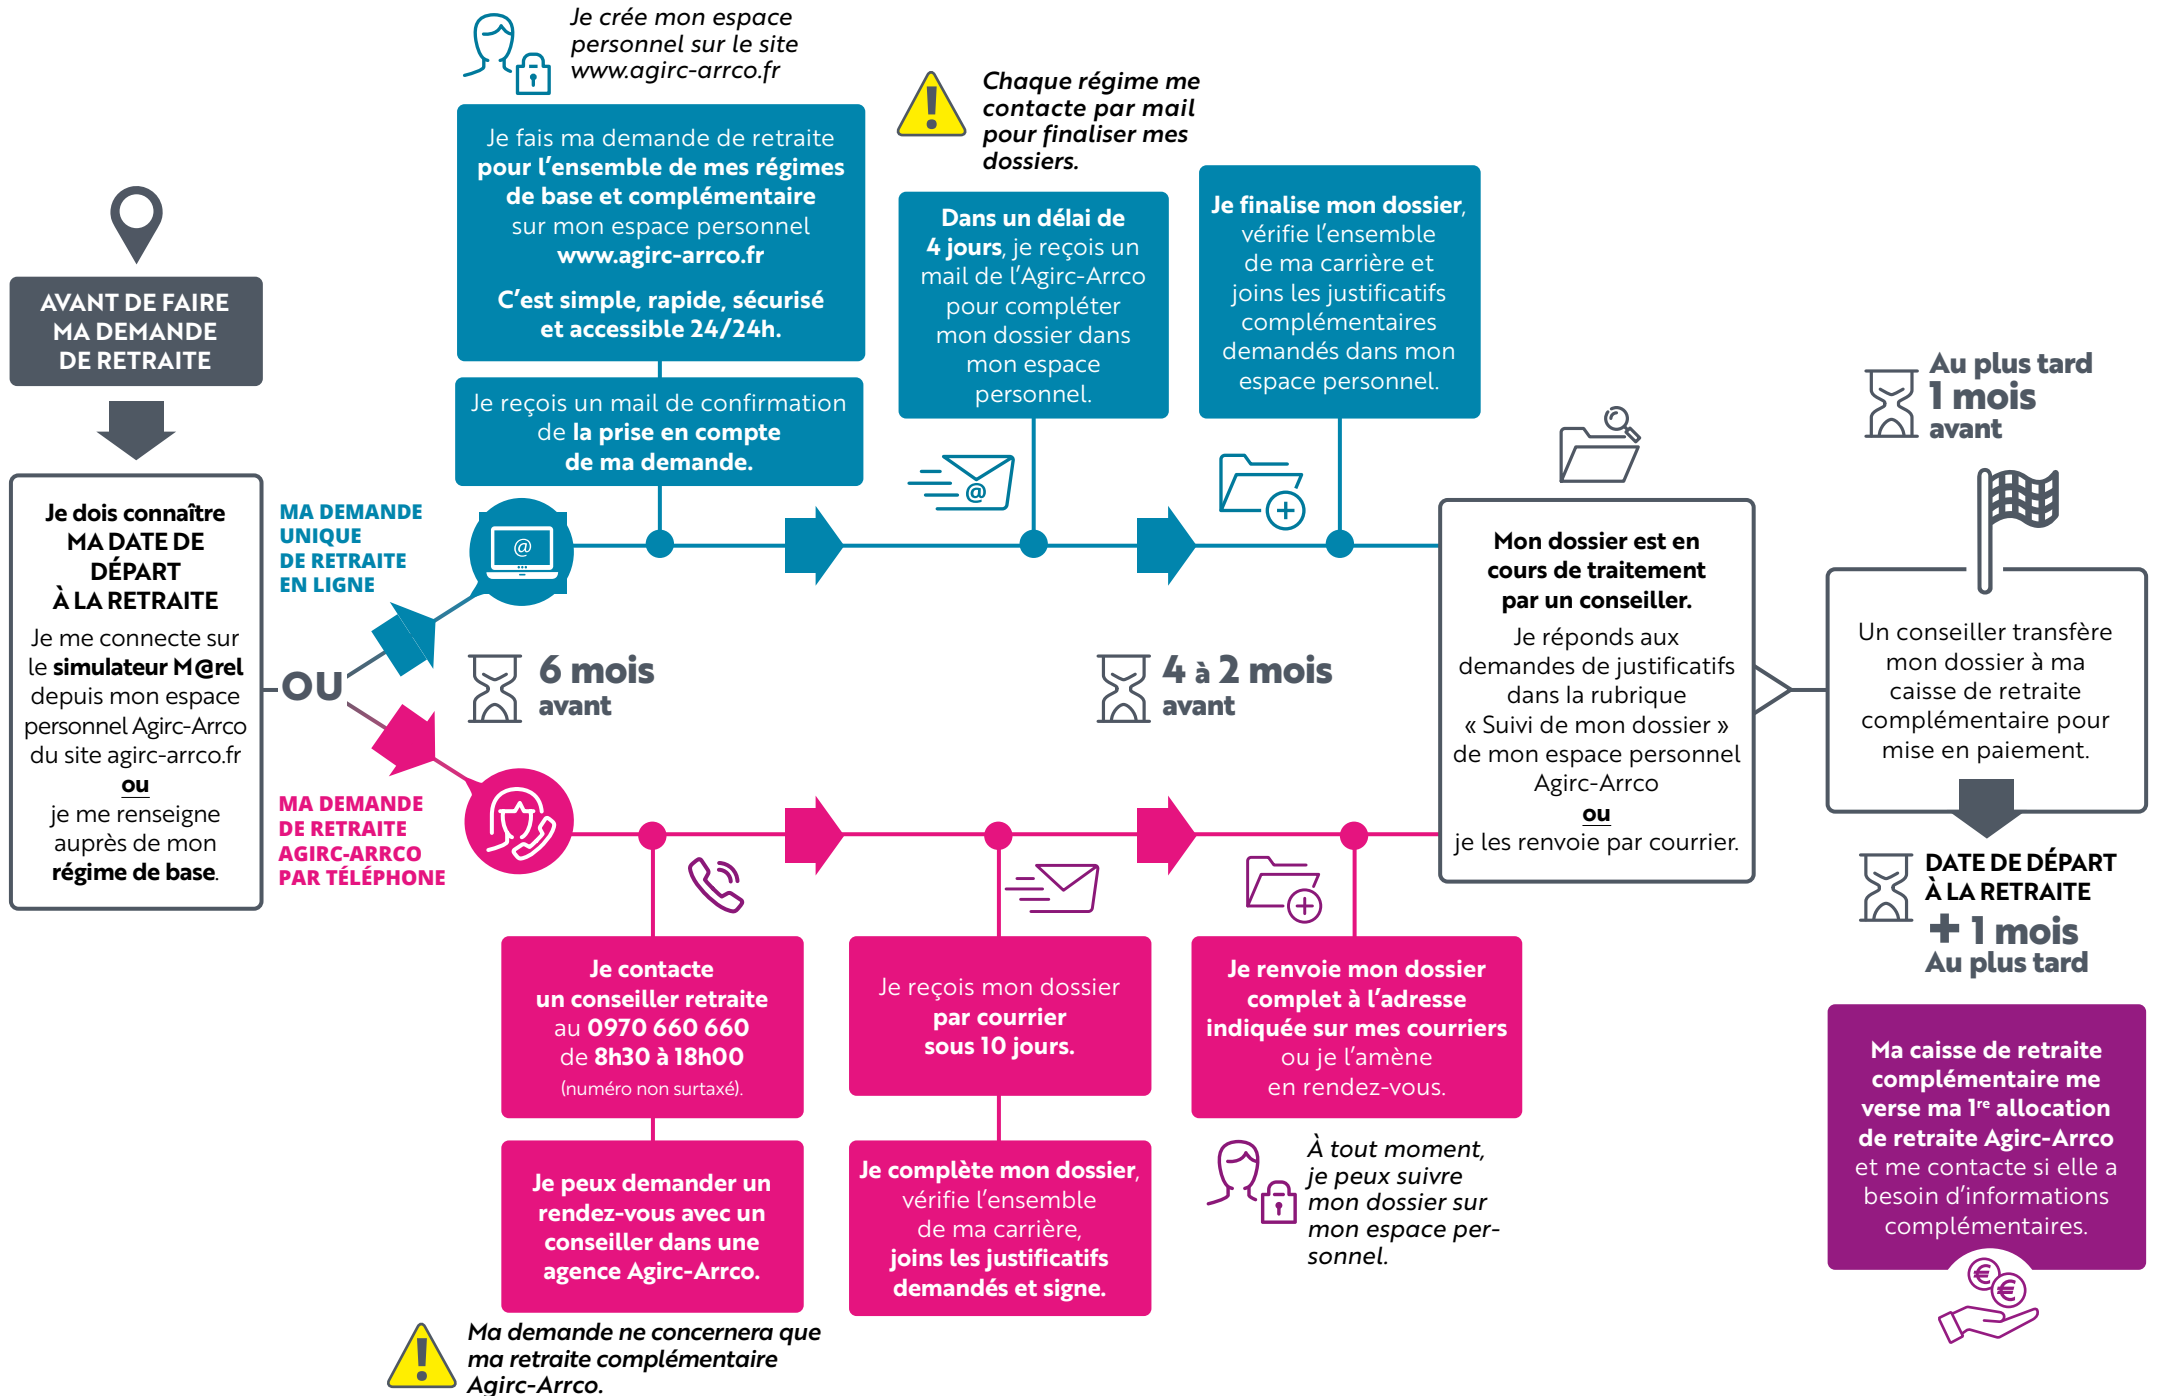 Je crée mon espace
personnel sur le site
www.agirc-arrco.fr
Je fais ma demande de retraite
pour l'ensemble de mes régimes
de base et complémentaire
sur mon espace personnel
www.agirc-arrco.fr
C'est simple, rapide, sécurisé
et accessible 24/24h.
Je reçois un mail de confirmation
de la prise en compte
de ma demande.
Chaque régime me
contacte par mail
pour finaliser mes
dossiers.
Dans un délai de
4 jours, je reçois un
mail de l'Agirc-Arrco
pour compléter
mon dossier dans
mon espace
personnel.
Je finalise mon dossier,
vérifie l'ensemble
de ma carrière et
joins les justificatifs
complémentaires
demandés dans mon
espace personnel.
AVANT DE FAIRE
MA DEMANDE
DE RETRAITE
Je dois connaître
MA DATE DE
DÉPART
À LA RETRAITE
Je me connecte sur
le simulateur M@rel
depuis mon espace
personnel Agirc-Arrco
du site agirc-arrco.fr
ou
je me renseigne
auprès de mon
régime de base.
OU
MA DEMANDE
UNIQUE
DE RETRAITE
EN LIGNE
@
@
6 mois
avant
4 à 2 mois
avant
MA DEMANDE
DE RETRAITE
AGIRC-ARRCO
PAR TÉLÉPHONE
Je contacte
un conseiller retraite
au 0970 660 660
de 8h30 à 18h00
(numéro non surtaxé).
Je peux demander un
rendez-vous avec un
conseiller dans une
agence Agirc-Arrco.
Ma demande ne concernera que
ma retraite complémentaire
Agirc-Arrco.
Je reçois mon dossier
par courrier
sous 10 jours.
Je complète mon dossier,
vérifie l'ensemble
de ma carrière,
joins les justificatifs
demandés et signe.
Je renvoie mon dossier
complet à l'adresse
indiquée sur mes courriers
ou je l'amène
en rendez-vous.
À tout moment,
je peux suivre
mon dossier sur
mon espace per-
sonnel.
Mon dossier est en
cours de traitement
par un conseiller.
Je réponds aux
demandes de justificatifs
dans la rubrique
« Suivi de mon dossier »
de mon espace personnel
Agirc-Arrco
ou
je les renvoie par courrier.
Au plus tard
1 mois
avant
Un conseiller transfère
mon dossier à ma
caisse de retraite
complémentaire pour
mise en paiement.
DATE DE DÉPART
À LA RETRAITE
+ 1 mois
Au plus tard
Ma caisse de retraite
complémentaire me
verse ma 1re allocation
de retraite Agirc-Arrco
et me contacte si elle a
besoin d'informations
complémentaires.
€
€